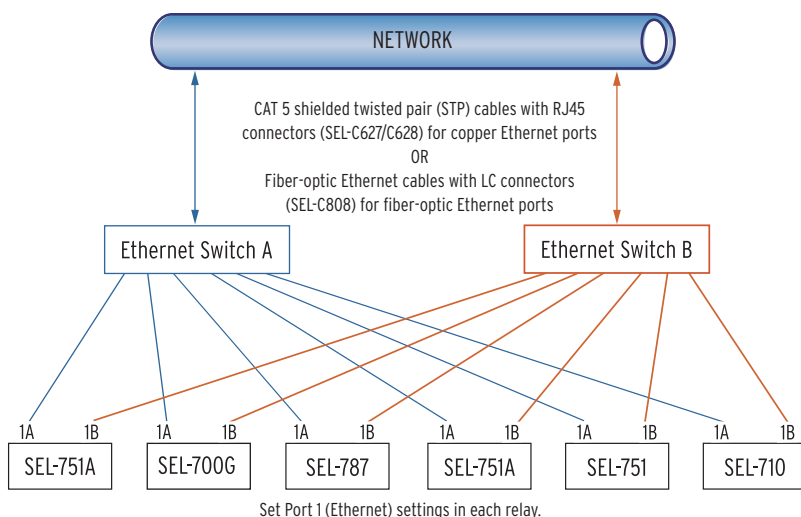 NETWORK
CAT 5 shielded twisted pair (STP) cables with RJ45
connectors (SEL-C627/C628) for copper Ethernet ports
OR
Fiber-optic Ethernet cables with LC connectors
(SEL-C808) for fiber-optic Ethernet ports
Ethernet Switch A
Ethernet Switch B
1A 1B 1A 1B 1A 1B 1A 1B 1A 1B 1A 1B
SEL-751A SEL-700G SEL-787 SEL-751A SEL-751 SEL-710
Set Port 1 (Ethernet) settings in each relay.